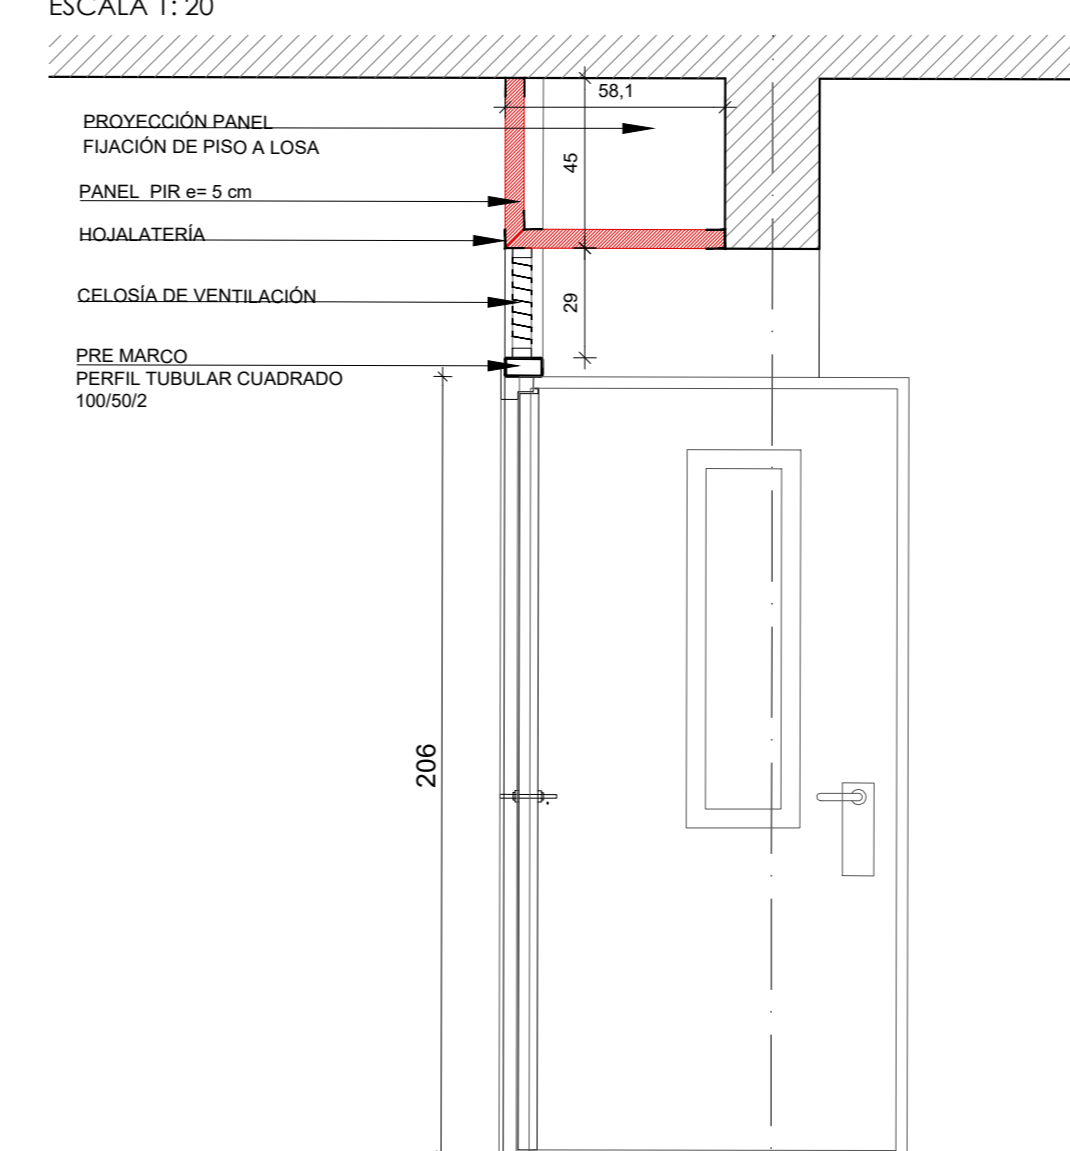 ESCALA 1: 20
58,1
PROYECCIÓN PANEL
FIJACIÓN DE PISO A LOSA
45
PANEL PIR e= 5 cm
HOJALATERÍA
CELOSÍA DE VENTILACIÓN
29
PRE MARCO
PERFIL TUBULAR CUADRADO
100/50/2
206